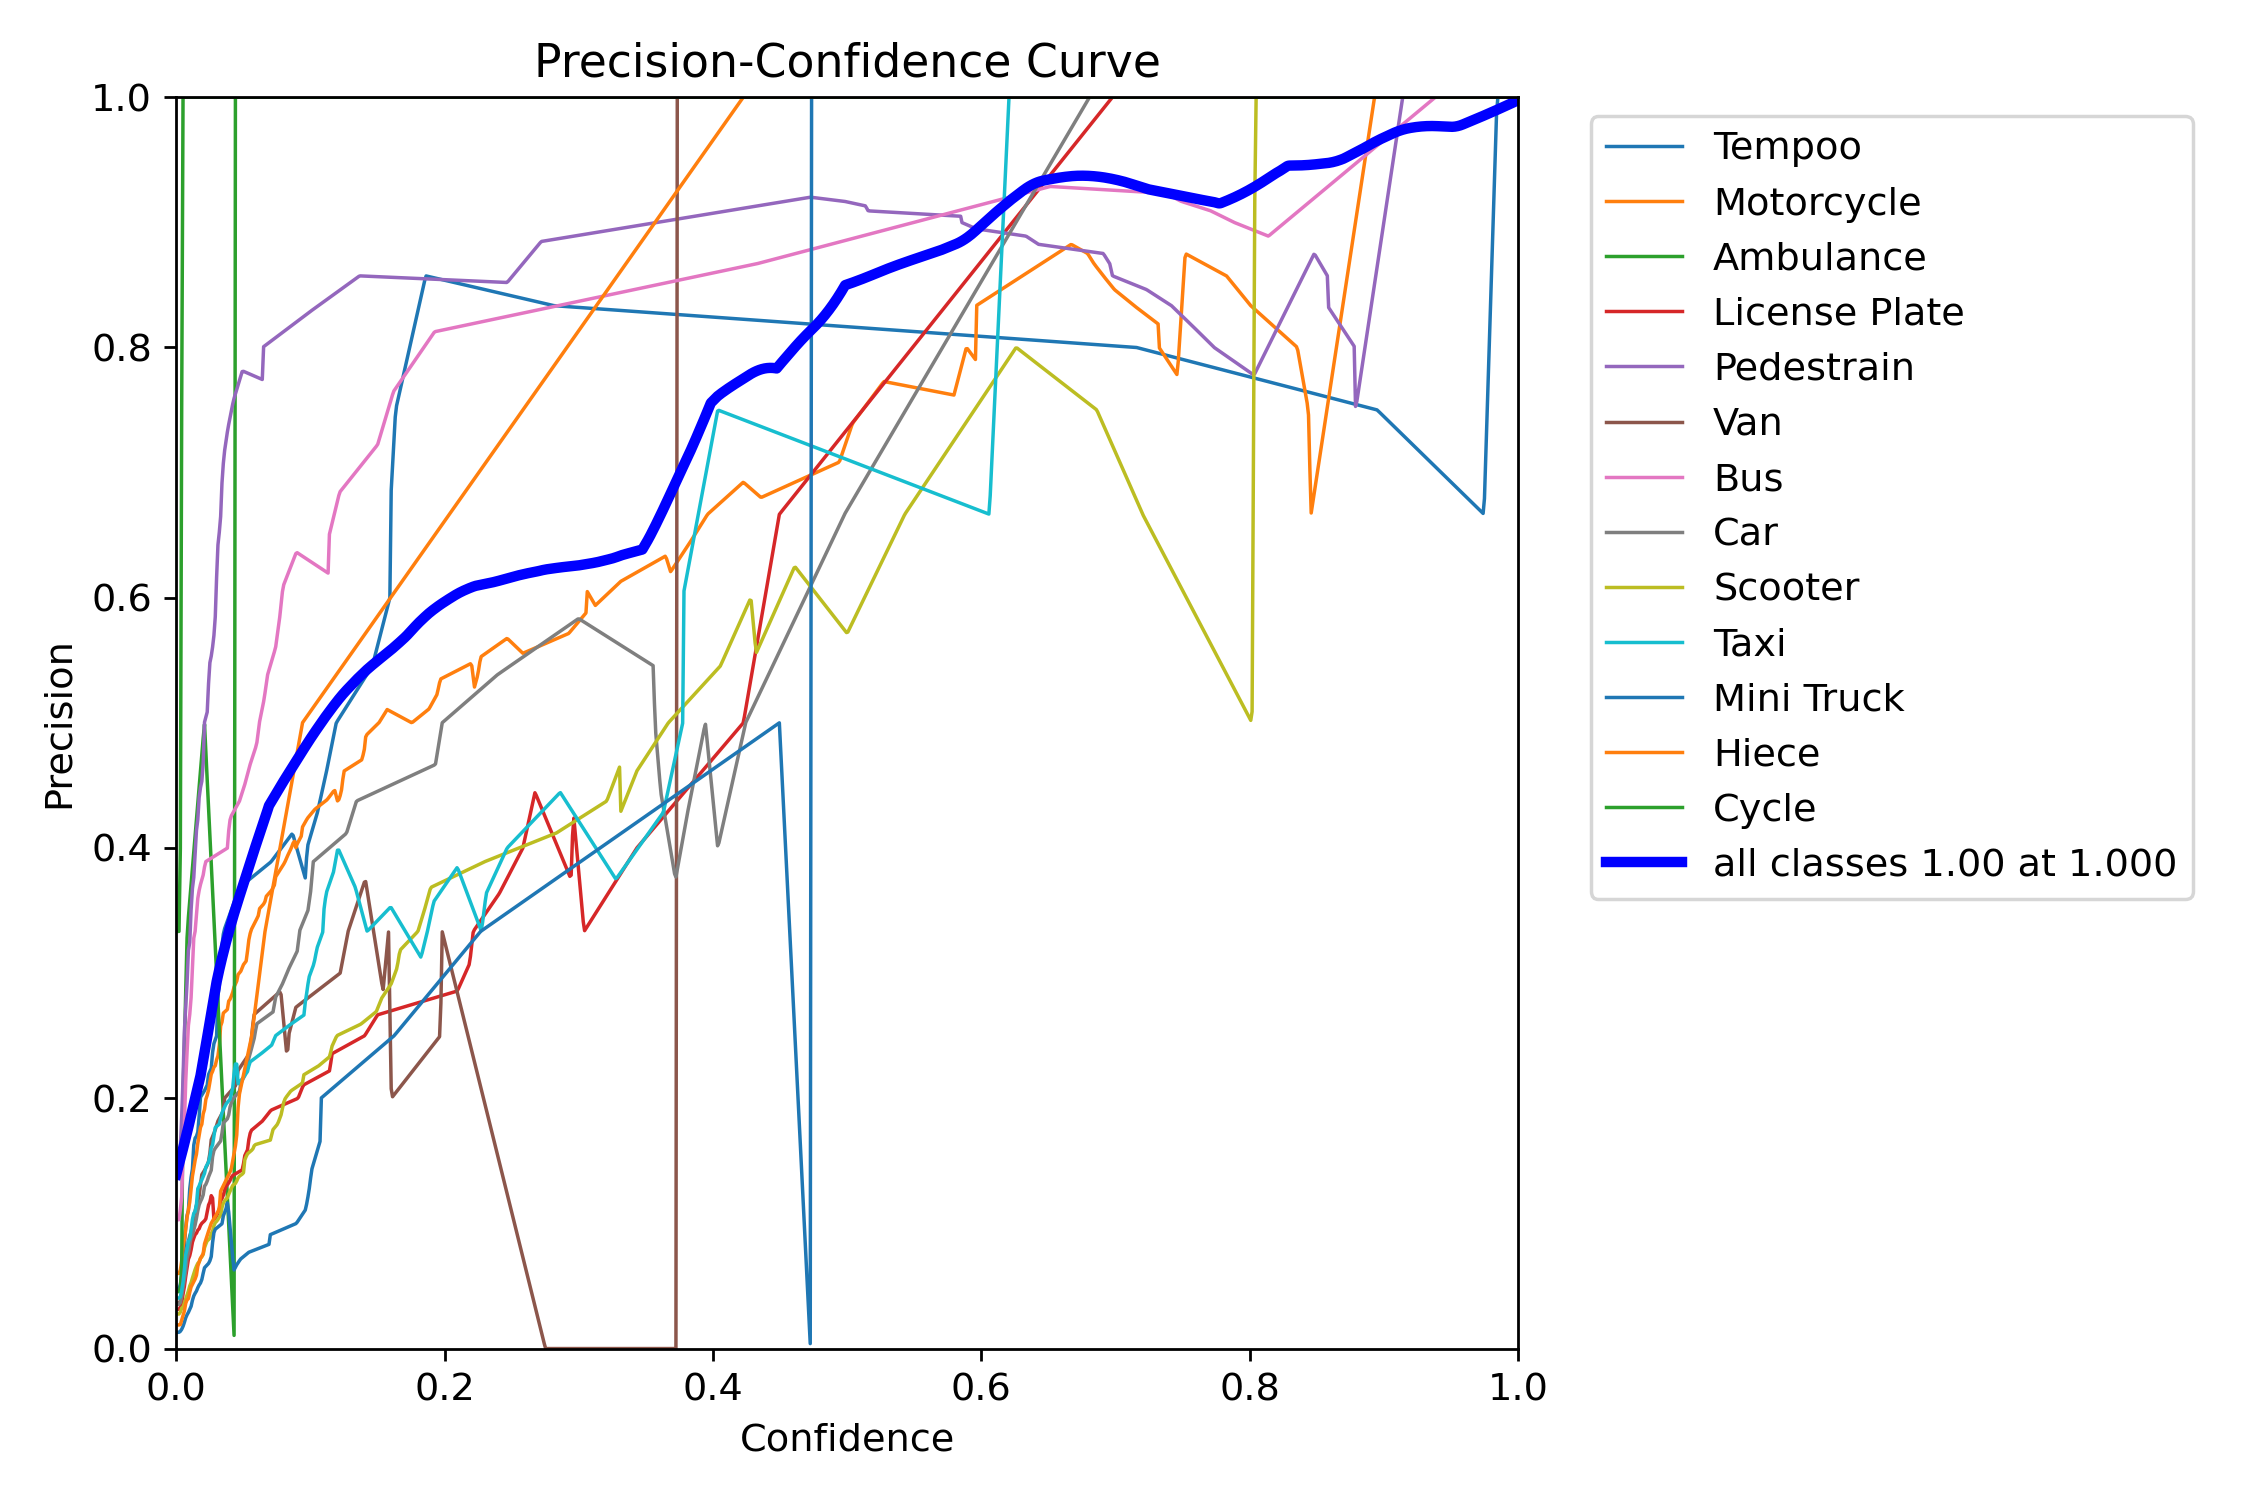 Precision-Confidence Curve
1.0
0.8
0.6
0.4
0.2
0.0
Precision
0.0 0.2 0.4 0.6 0.8 1.0
Confidence
Tempoo
Motorcycle
Ambulance
License Plate
Pedestrain
Van
Bus
Car
Scooter
Taxi
Mini Truck
Hiece
Cycle
all classes 1.00 at 1.000